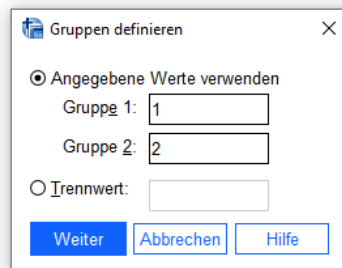 Gruppen definieren
Angegebene Werte verwenden
Gruppe 1: 1
Gruppe 2: 2
Trennwert:
Weiter Abbrechen Hilfe